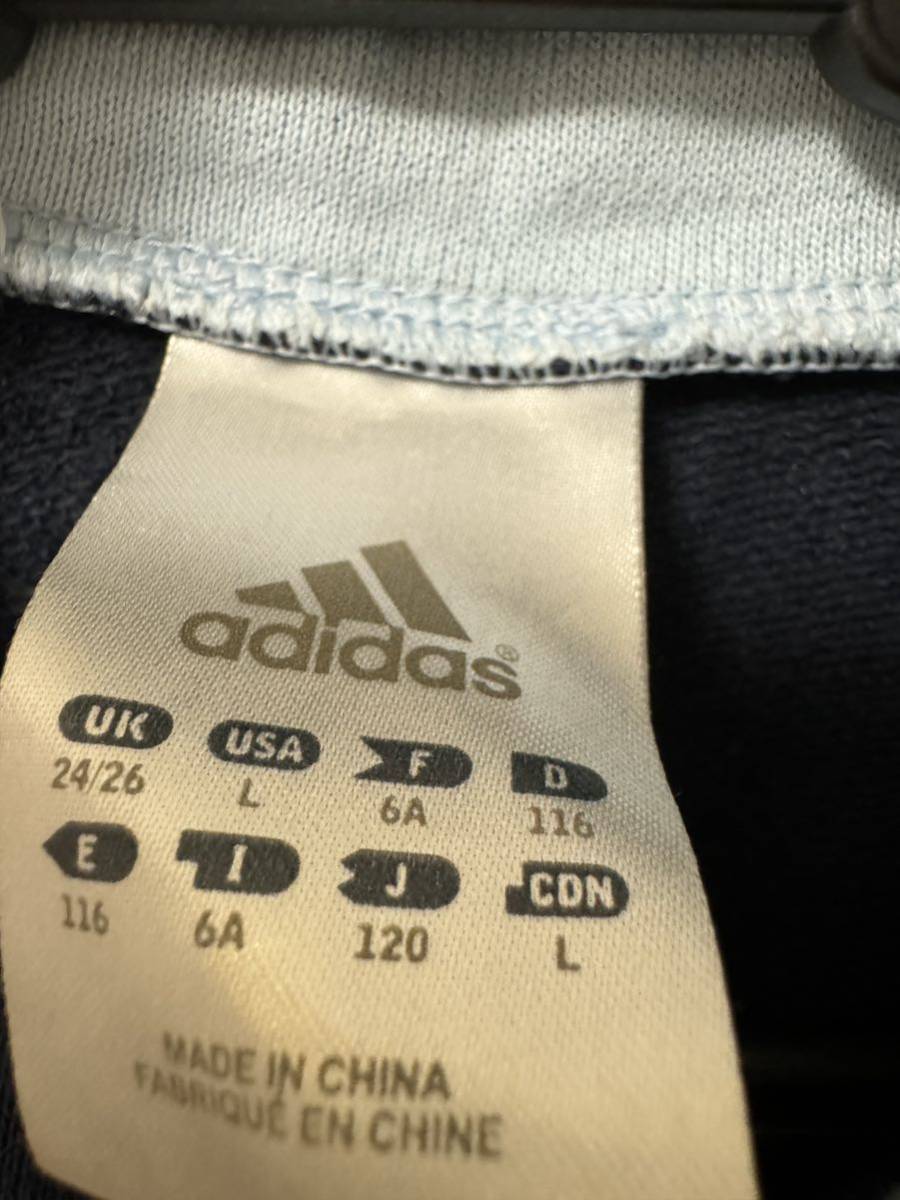 adidas®
UK USA F D
24/26 L 6A 116
E I J CDN
116 6A 120 L
MADE IN CHINA
FABRIQUÉ EN CHINE